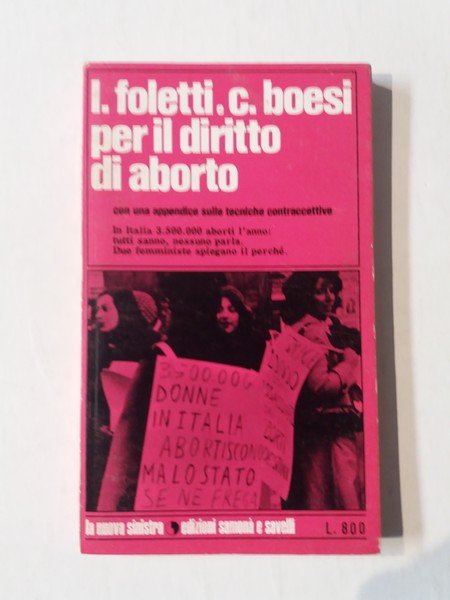 l. foletti e c. boesi
per il diritto
di aborto
con una appendice sulle tecniche contraccettive
In Italia 3.500.000 aborti l'anno:
tutti sanno, nessuno parla.
Due femministe spiegano il perché.
3500.000
DONNE
IN ITALIA
ABORTISCONO
MA LO STATO
SE NE FREGA
la nuova sinistra edizioni samonà e savelli
L. 800